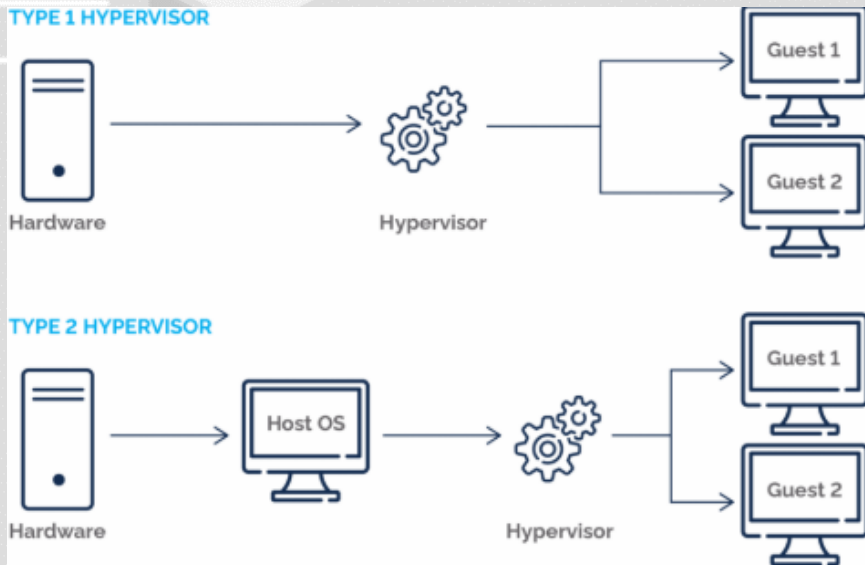 TYPE 1 HYPERVISOR
Guest 1
Guest 2
Hardware
Hypervisor
TYPE 2 HYPERVISOR
Guest 1
Host OS
Guest 2
Hardware
Hypervisor